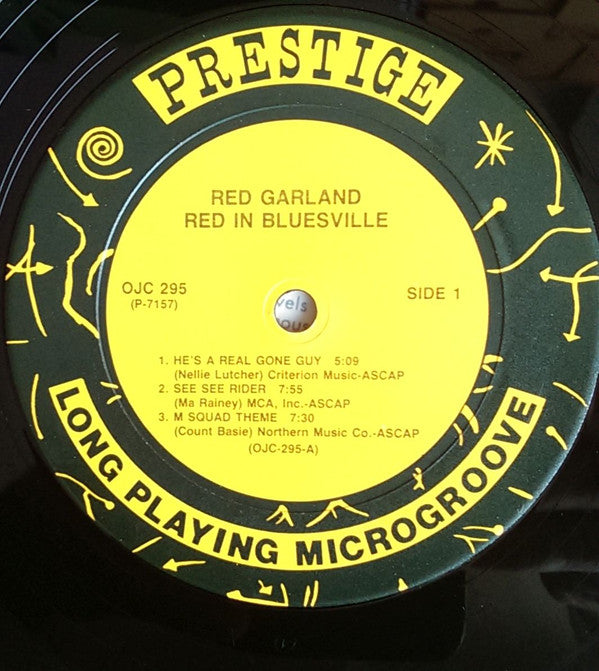 PRESTIGE
RED GARLAND
RED IN BLUESVILLE
OJC 295
(P-7157)
SIDE 1
vels
ous
1. HE'S A REAL GONE GUY 5:09
(Nellie Lutcher) Criterion Music-ASCAP
2. SEE SEE RIDER 7:55
(Ma Rainey) MCA, Inc.-ASCAP
3. M SQUAD THEME 7:30
(Count Basie) Northern Music Co.-ASCAP
(OJC-295-A)
LONG PLAYING MICROGROOVE